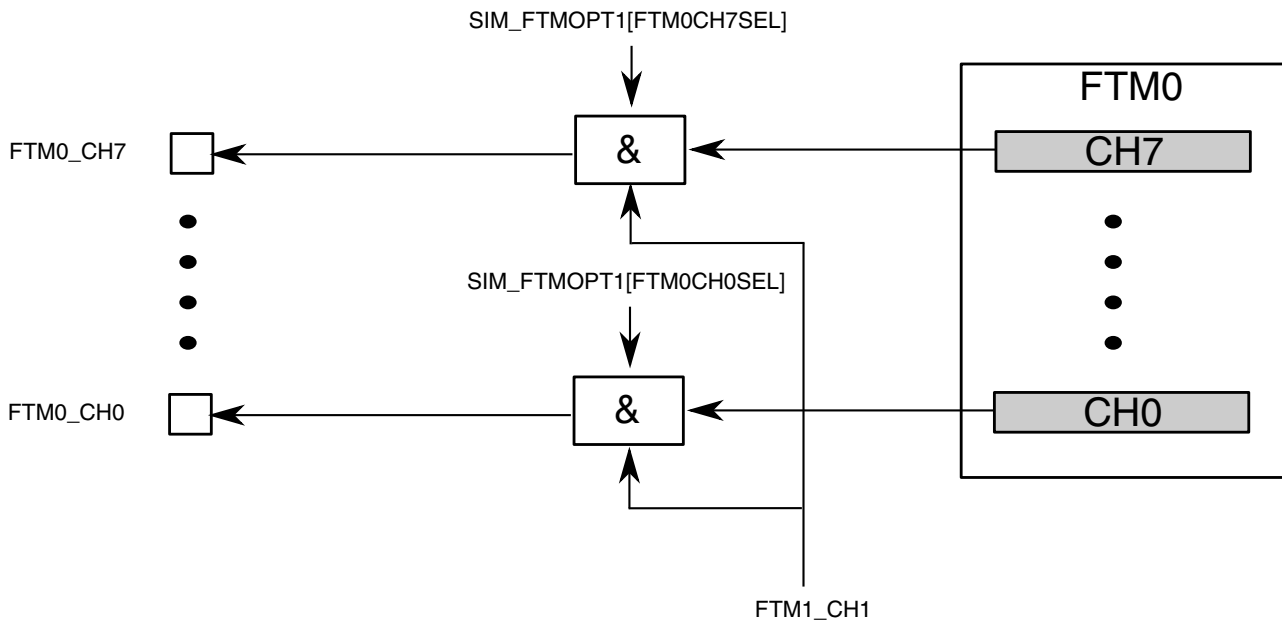 SIM_FTMOPT1[FTM0CH7SEL]
FTM0
FTM0_CH7
&
CH7
SIM_FTMOPT1[FTM0CH0SEL]
FTM0_CH0
&
CH0
FTM1_CH1